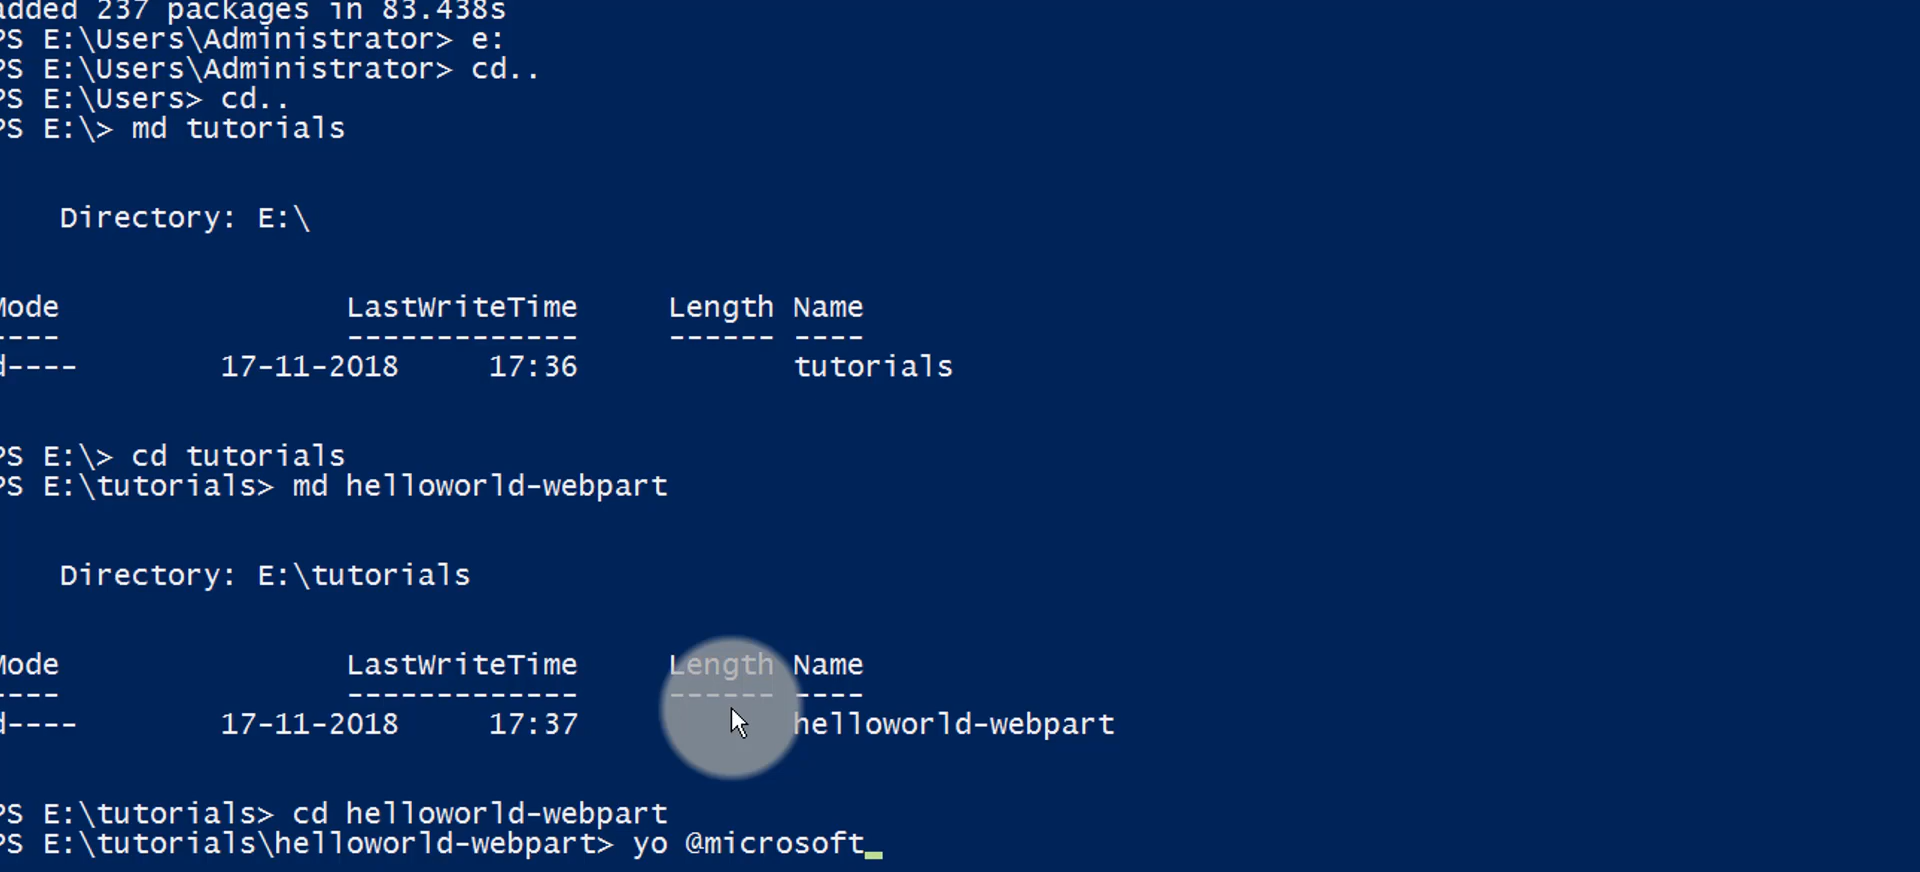 added 237 packages in 83.438s
PS E:\Users\Administrator> e:
PS E:\Users\Administrator> cd..
PS E:\Users> cd..
PS E:\> md tutorials
Directory: E:\
Mode LastWriteTime Length Name
---- ------------- ------ ----
d---- 17-11-2018 17:36 tutorials
PS E:\> cd tutorials
PS E:\tutorials> md helloworld-webpart
Directory: E:\tutorials
Mode LastWriteTime Length Name
---- ------------- ------ ----
d---- 17-11-2018 17:37 helloworld-webpart
PS E:\tutorials> cd helloworld-webpart
PS E:\tutorials\helloworld-webpart> yo @microsoft_